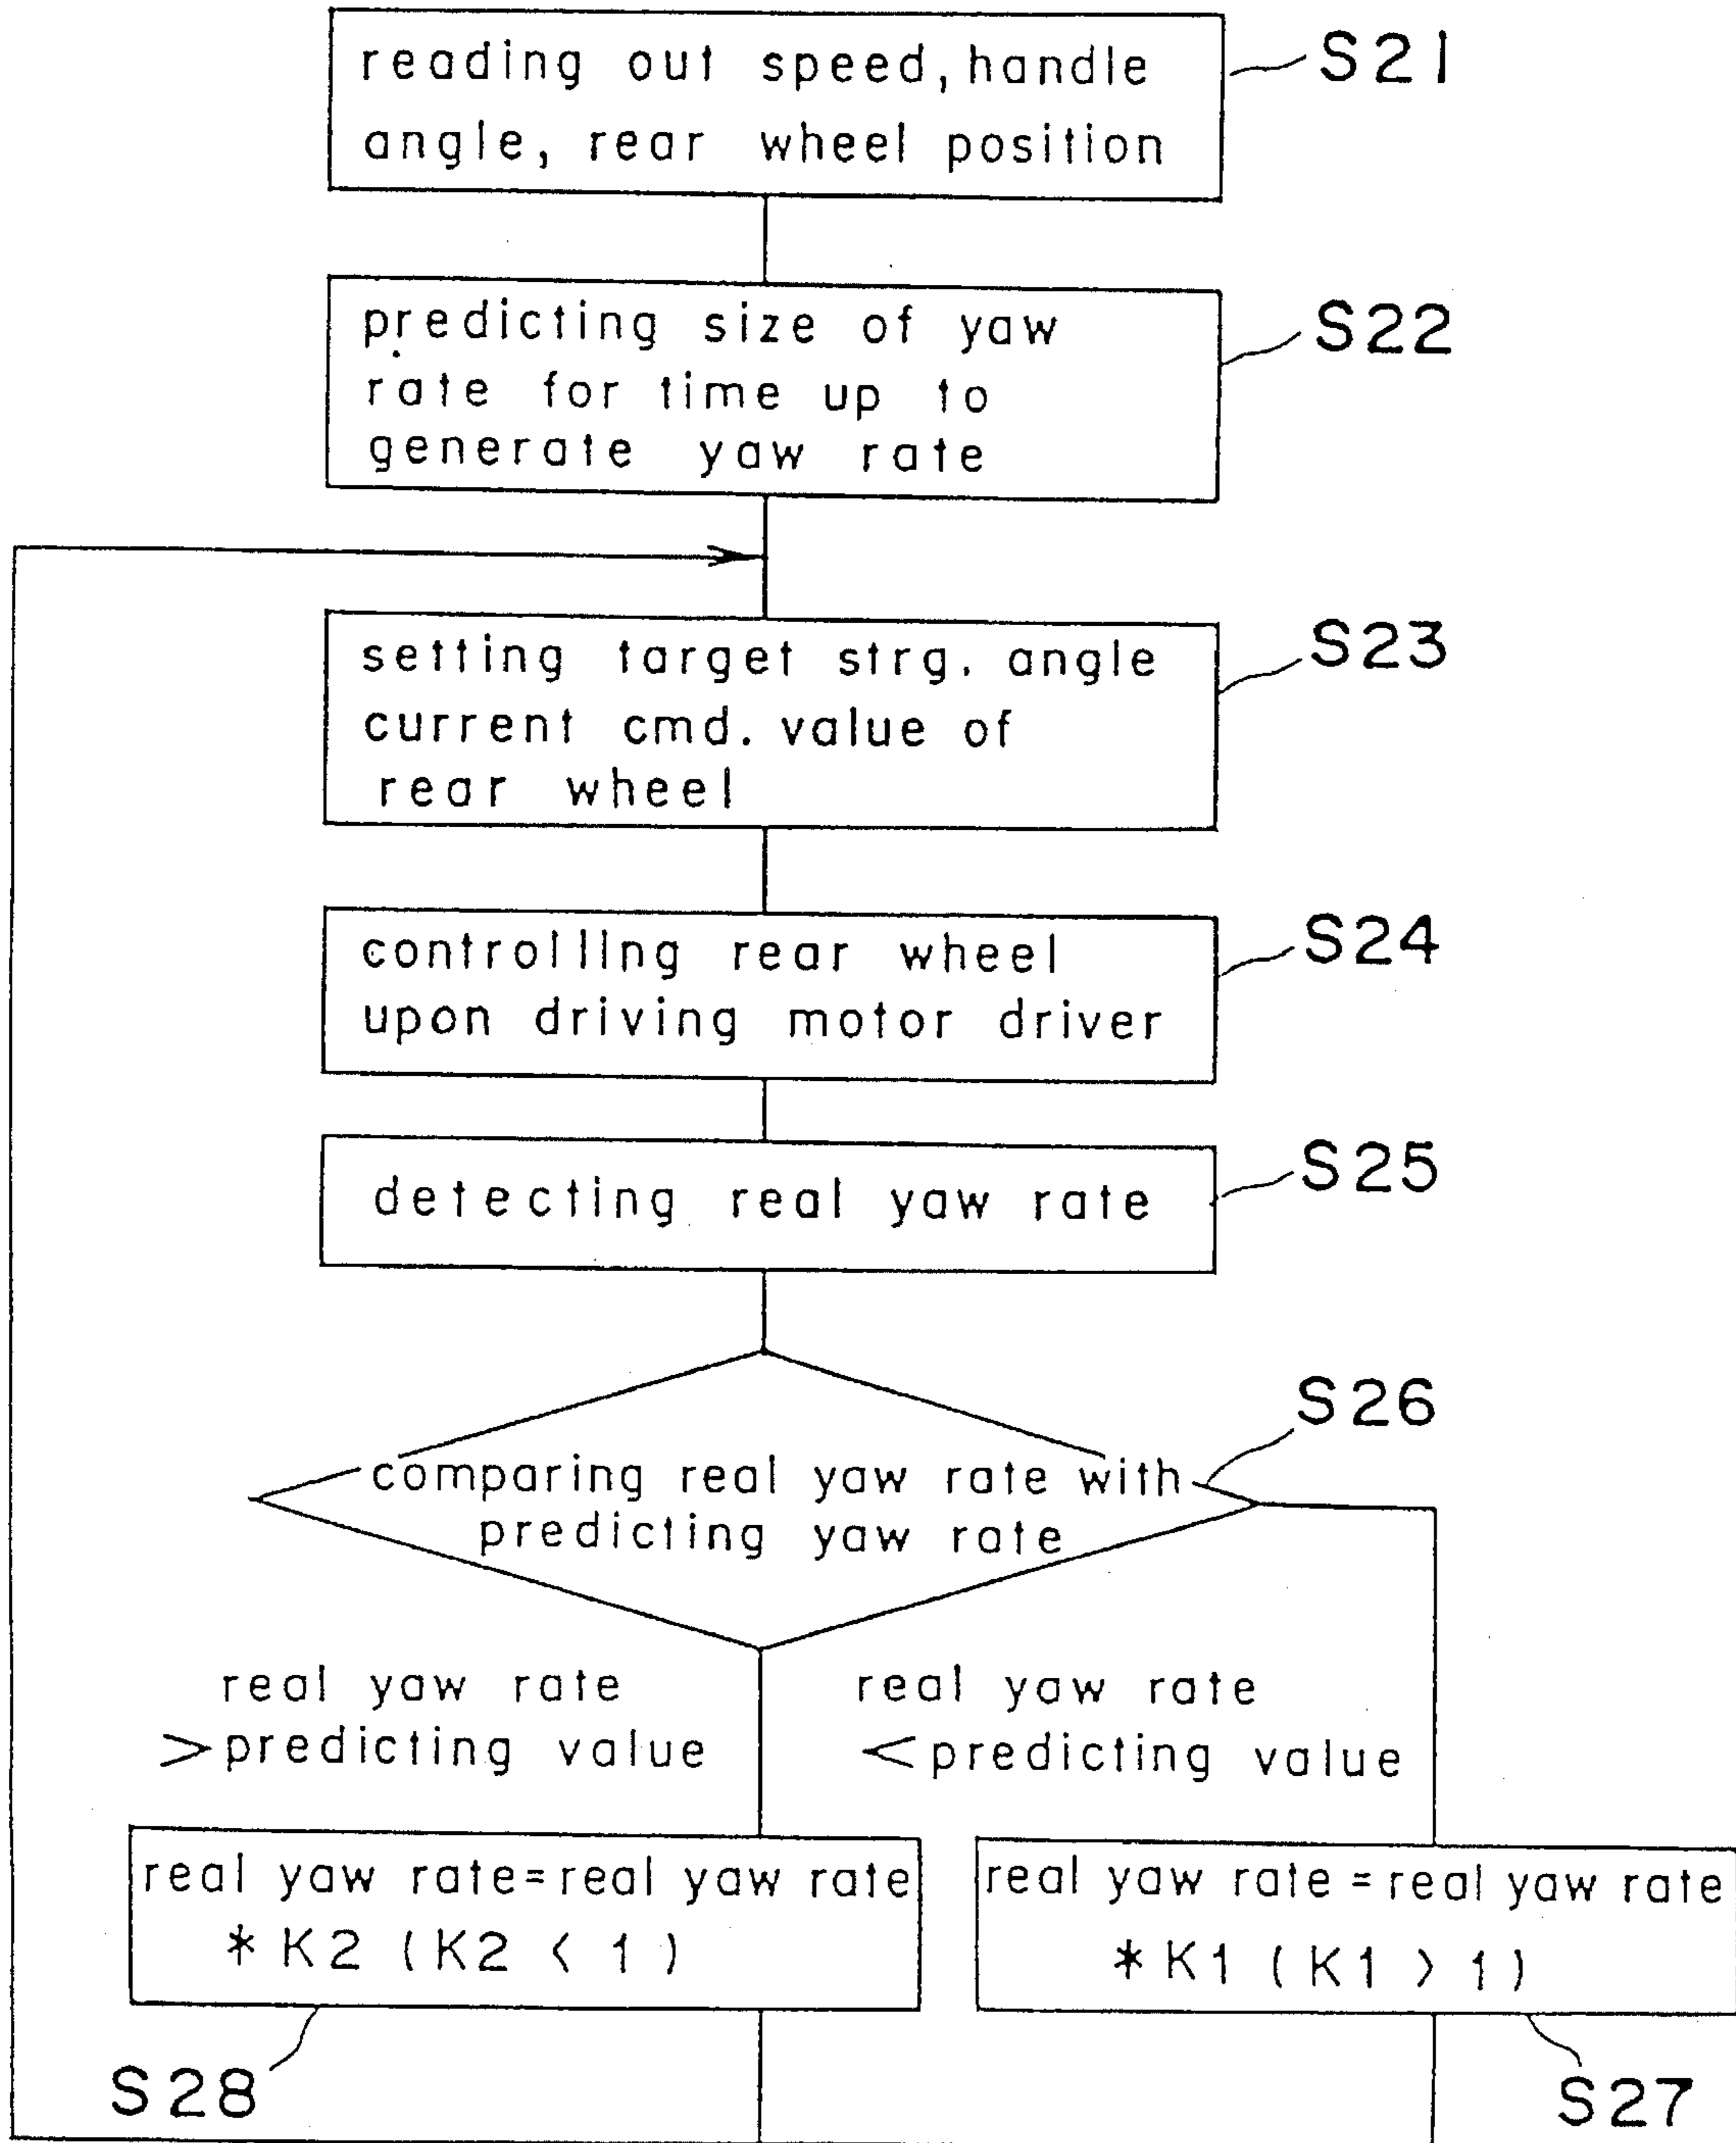 reading out speed, handle
angle, rear wheel position
S21
predicting size of yaw
rate for time up to
generate yaw rate
S22
setting target strg. angle
current cmd. value of
rear wheel
S23
controlling rear wheel
upon driving motor driver
S24
detecting real yaw rate
S25
comparing real yaw rate with
predicting yaw rate
S26
real yaw rate
>predicting value
real yaw rate
<predicting value
real yaw rate=real yaw rate
*K2 (K2 < 1)
S28
real yaw rate=real yaw rate
*K1 (K1 > 1)
S27